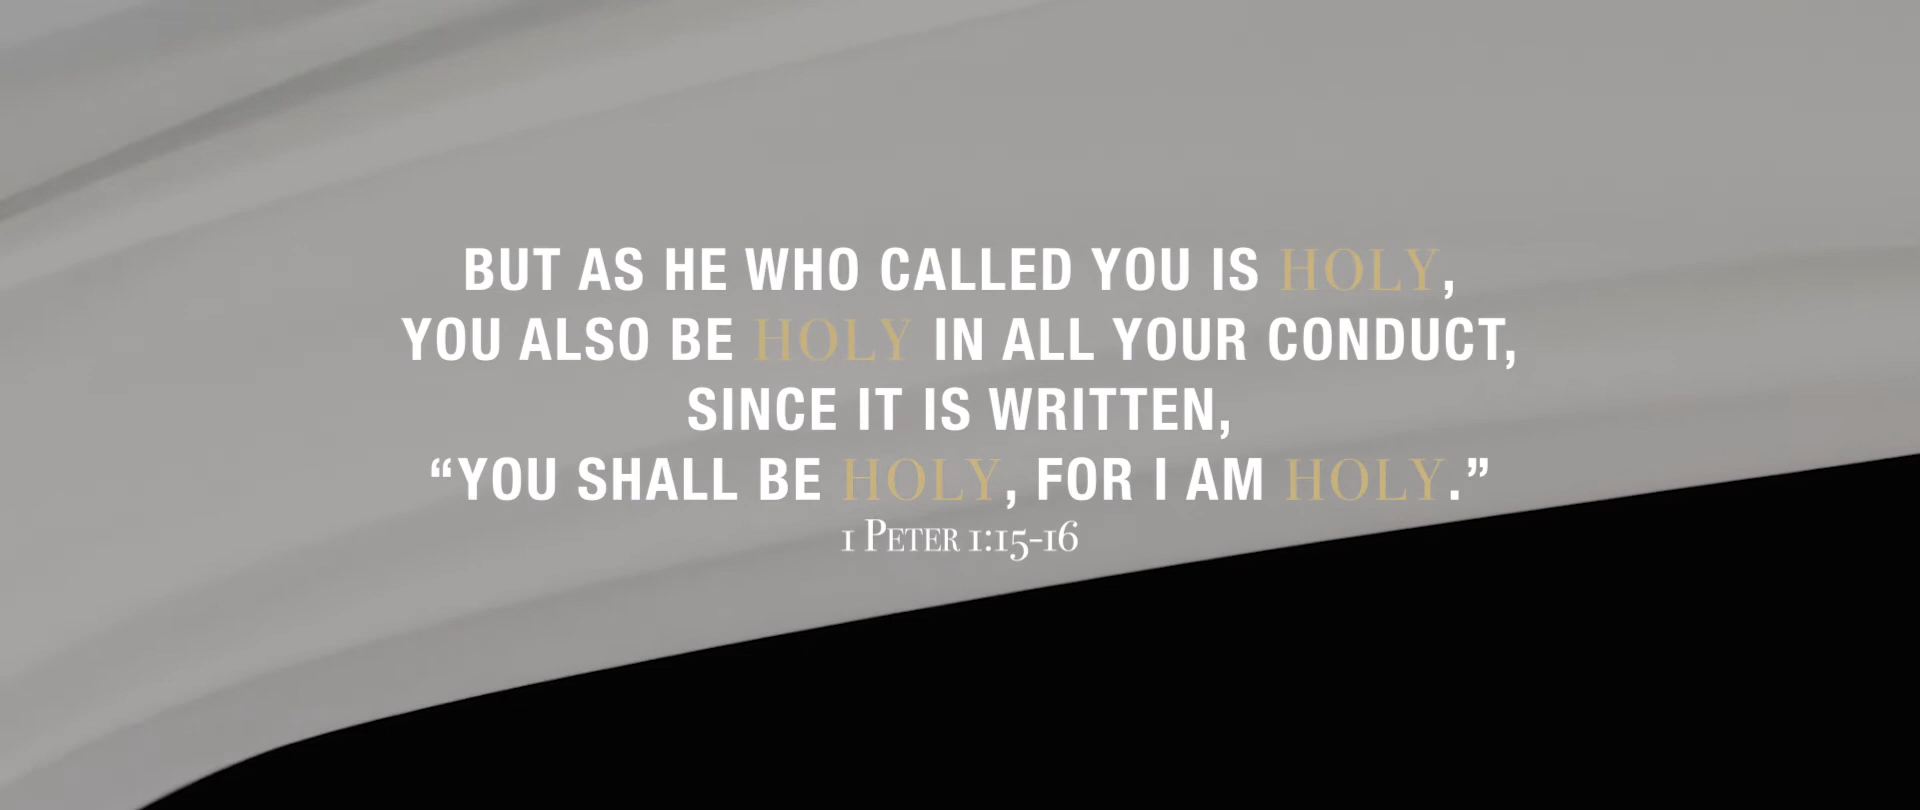 BUT AS HE WHO CALLED YOU IS HOLY,
YOU ALSO BE HOLY IN ALL YOUR CONDUCT,
SINCE IT IS WRITTEN,
“YOU SHALL BE HOLY, FOR I AM HOLY.”
1 PETER 1:15-16